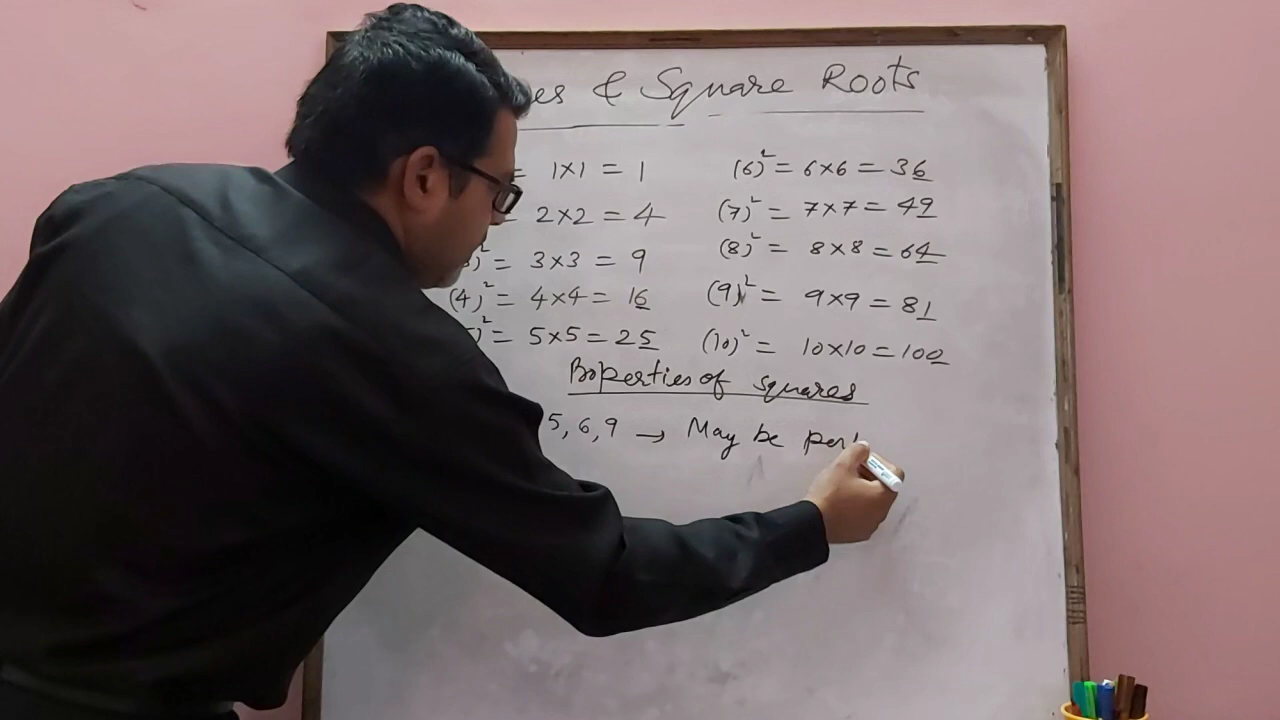 & Square Roots
= 1×1 = 1
2×2 = 4
)² = 3×3 = 9
(4)² = 4×4 = 16
)² = 5×5 = 25
(6)² = 6×6 = 36
(7)² = 7×7 = 49
(8)² = 8×8 = 64
(9)² = 9×9 = 81
(10)² = 10×10 = 100
Properties of squares
5, 6, 9 → May be